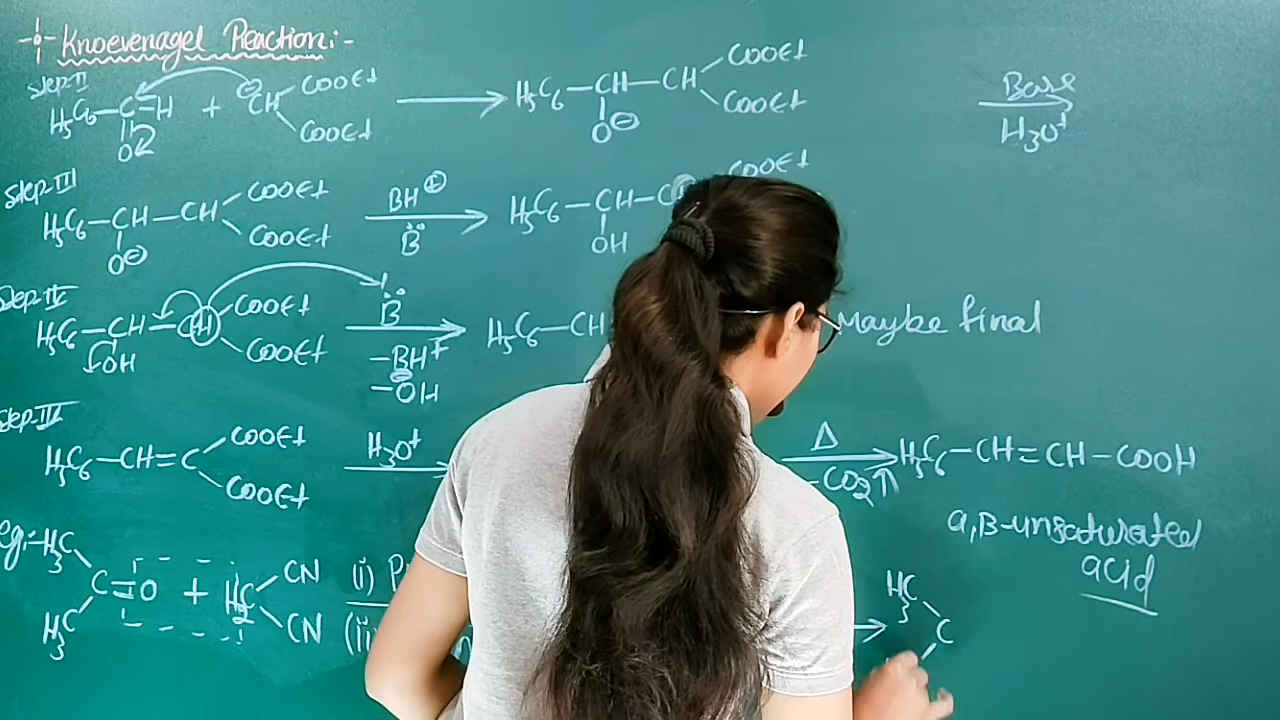 Knoevenagel Reaction:-
Step-II
H5C6-C-H + ⊖CH COOEt COOEt → H5C6-CH-CH COOEt COOEt Base H3O+
O O⊖
Step-III
H5C6-CH-CH COOEt COOEt BH⊕ B̈ → H5C6-CH-C COOEt
O⊖ OH
Step-IV
H5C6-CH-C H COOEt COOEt B̈ -BH+ -OH → H5C6-CH Maybe final
OH
Step-IV
H5C6-CH=C COOEt COOEt H3O+ → Δ -CO2↑ → H5C6-CH=CH-COOH
α,β-unsaturated
acid
eg:- H3C H3C C=O + H2C CN CN (i) (ii) → H3C C